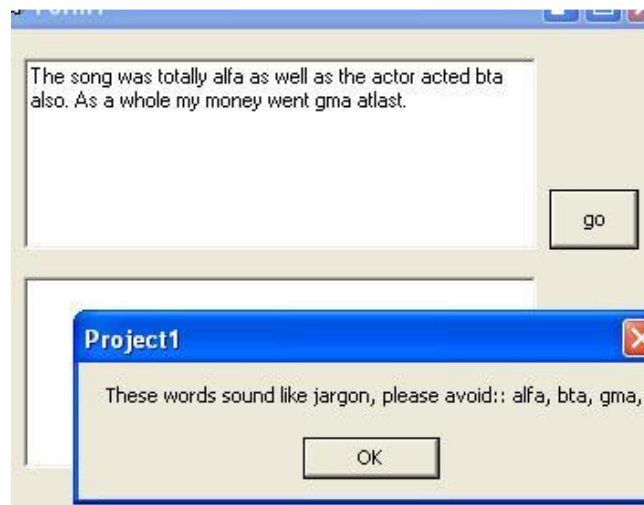 The song was totally alfa as well as the actor acted bta
also. As a whole my money went gma atlast.
go
Project1
These words sound like jargon, please avoid:: alfa, bta, gma,
OK